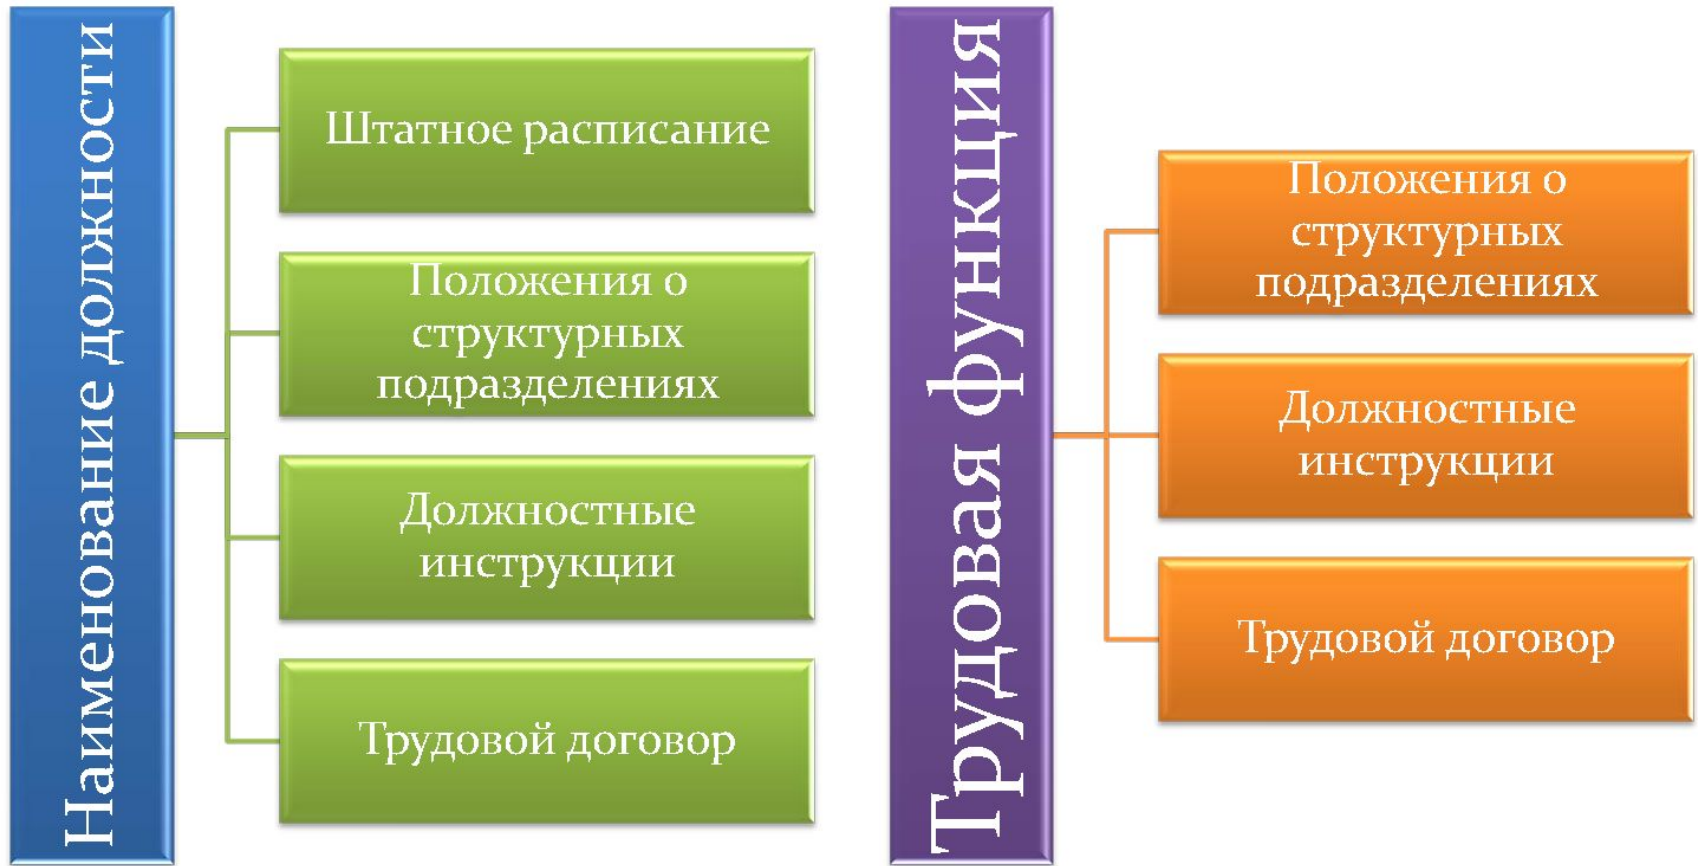 Наименование должности
Штатное расписание
Положения о
структурных
подразделениях
Должностные
инструкции
Трудовой договор
Трудовая функция
Положения о
структурных
подразделениях
Должностные
инструкции
Трудовой договор